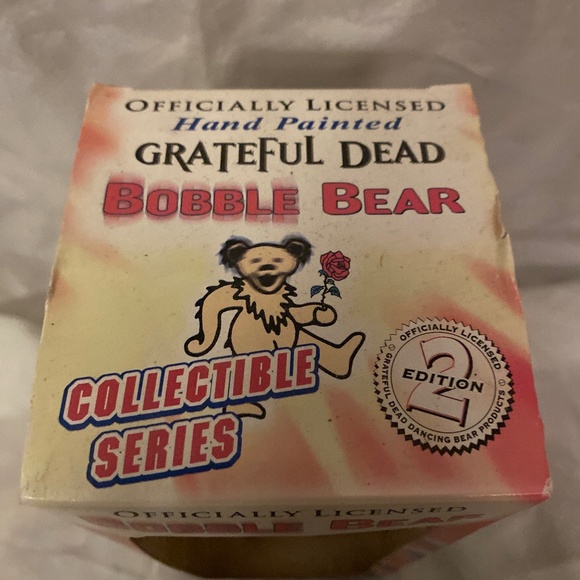 OFFICIALLY LICENSED
Hand Painted
GRATEFUL DEAD
BOBBLE BEAR
COLLECTIBLE
SERIES
OFFICIALLY LICENSED
EDITION
2
GRATEFUL DEAD DANCING BEAR PRODUCTS
OFFICIALLY LICENSED
BOBBLE BEAR